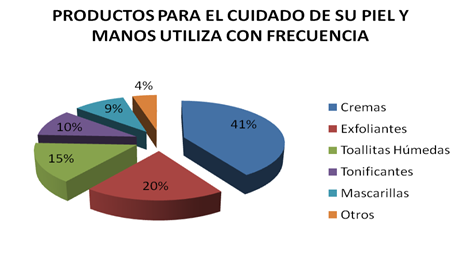 PRODUCTOS PARA EL CUIDADO DE SU PIEL Y
MANOS UTILIZA CON FRECUENCIA
4%
9%
10%
15%
20%
41%
Cremas
Exfoliantes
Toallitas Húmedas
Tonificantes
Mascarillas
Otros